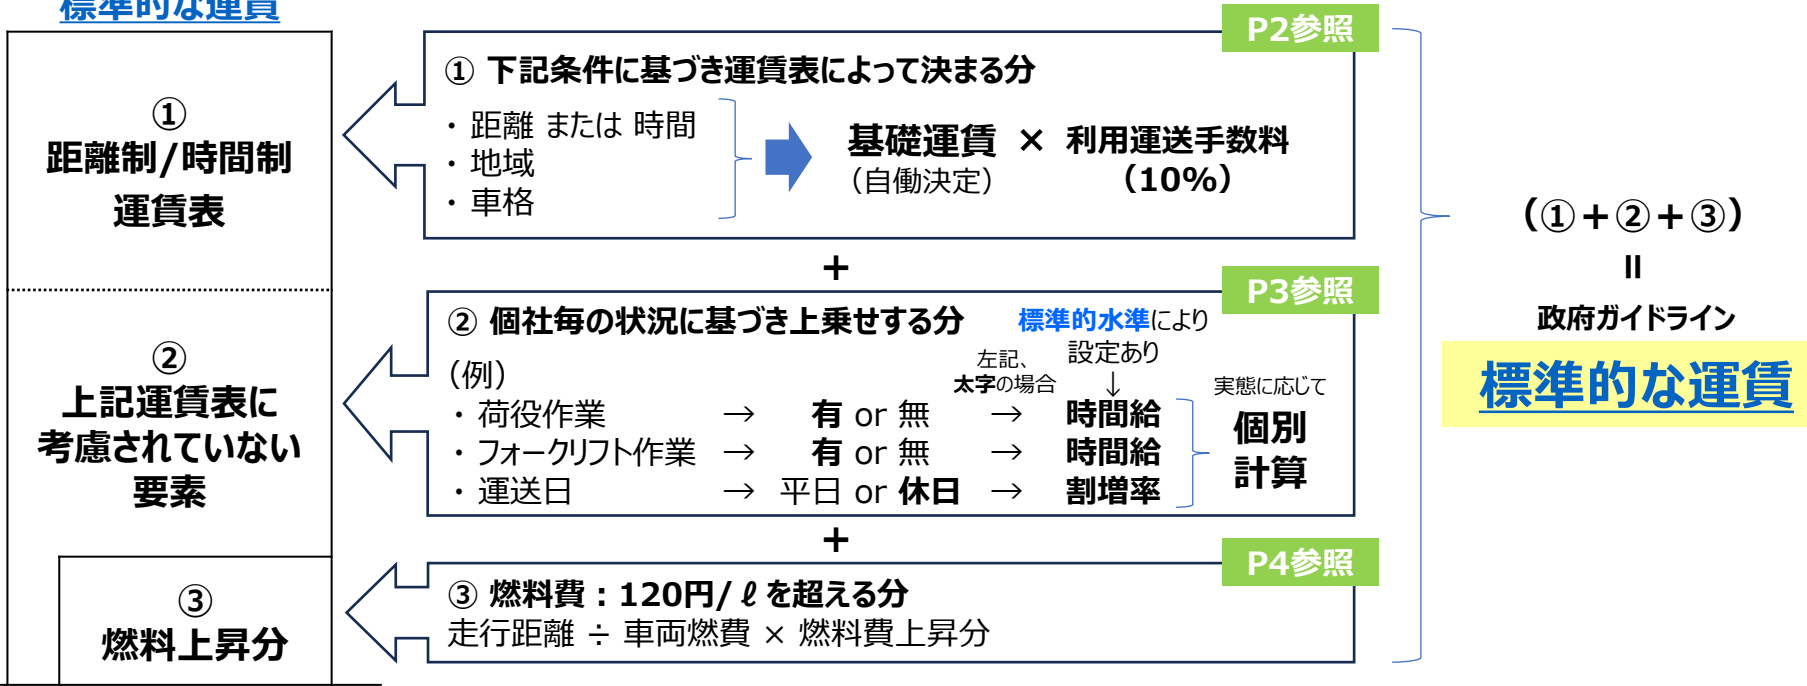 標準的な運賃
①
距離制/時間制
運賃表
②
上記運賃表に
考慮されていない
要素
③
燃料上昇分
P2参照
① 下記条件に基づき運賃表によって決まる分
・ 距離 または 時間
・ 地域
・ 車格
基礎運賃 × 利用運送手数料
（自働決定） （10%）
+
P3参照
② 個社毎の状況に基づき上乗せする分
標準的水準により
設定あり
↓
（例）
左記、
太字の場合
実態に応じて
・ 荷役作業 → 有 or 無 → 時間給
・ フォークリフト作業 → 有 or 無 → 時間給
・ 運送日 → 平日 or 休日 → 割増率
個別
計算
+
P4参照
③ 燃料費：120円/ℓを超える分
走行距離 ÷ 車両燃費 × 燃料費上昇分
（①+②+③）
=
政府ガイドライン
標準的な運賃